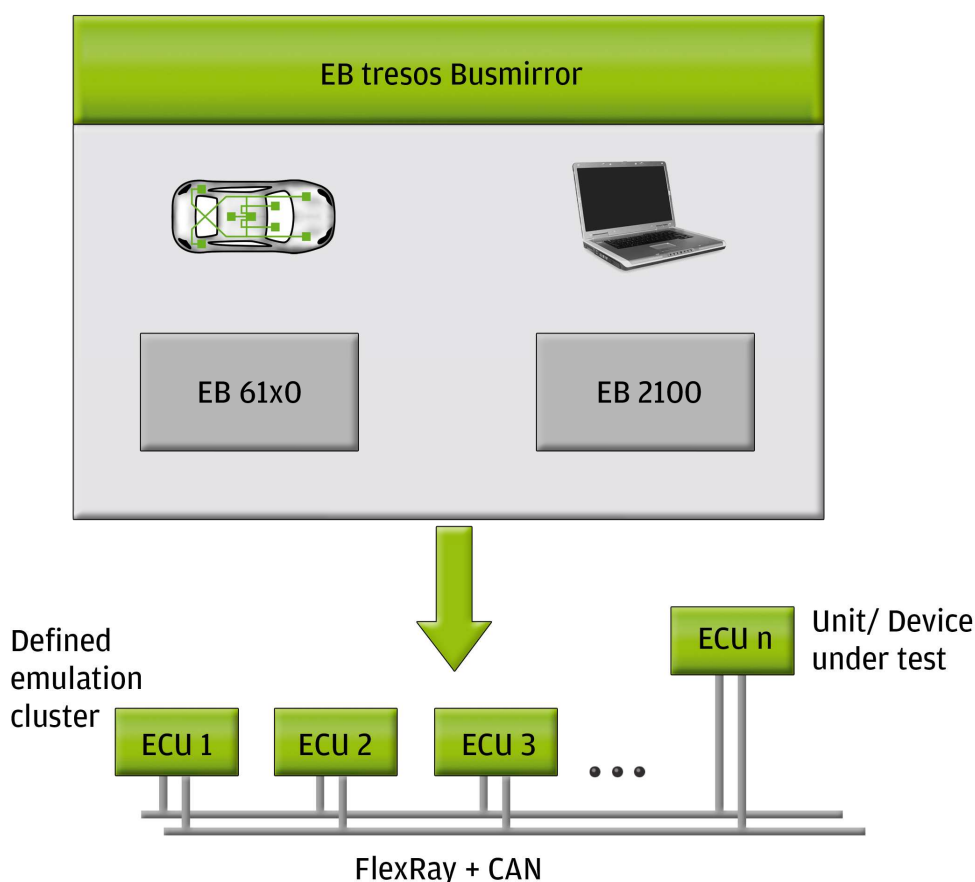 EB tresos Busmirror
EB 61x0
EB 2100
Defined
emulation
cluster
ECU 1
ECU 2
ECU 3
ECU n
Unit/ Device
under test
FlexRay + CAN